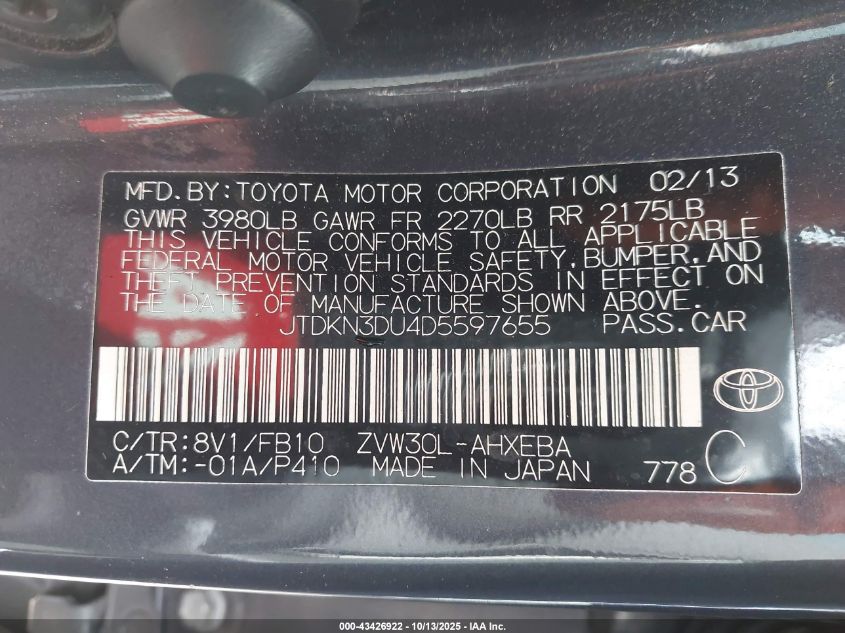 MFD. BY: TOYOTA MOTOR CORPORATION 02/13
GVWR 3980LB GAWR FR 2270LB RR 2175LB
THIS VEHICLE CONFORMS TO ALL APPLICABLE
FEDERAL MOTOR VEHICLE SAFETY, BUMPER, AND
THEFT PREVENTION STANDARDS IN EFFECT ON
THE DATE OF MANUFACTURE SHOWN ABOVE.
JTDKN3DU4D5597655 PASS. CAR
C/TR: 8V1/FB10 ZVW30L-AHXEBA
A/TM: -01A/P410 MADE IN JAPAN 778 C
000-43426922 - 10/13/2025 - IAA Inc.